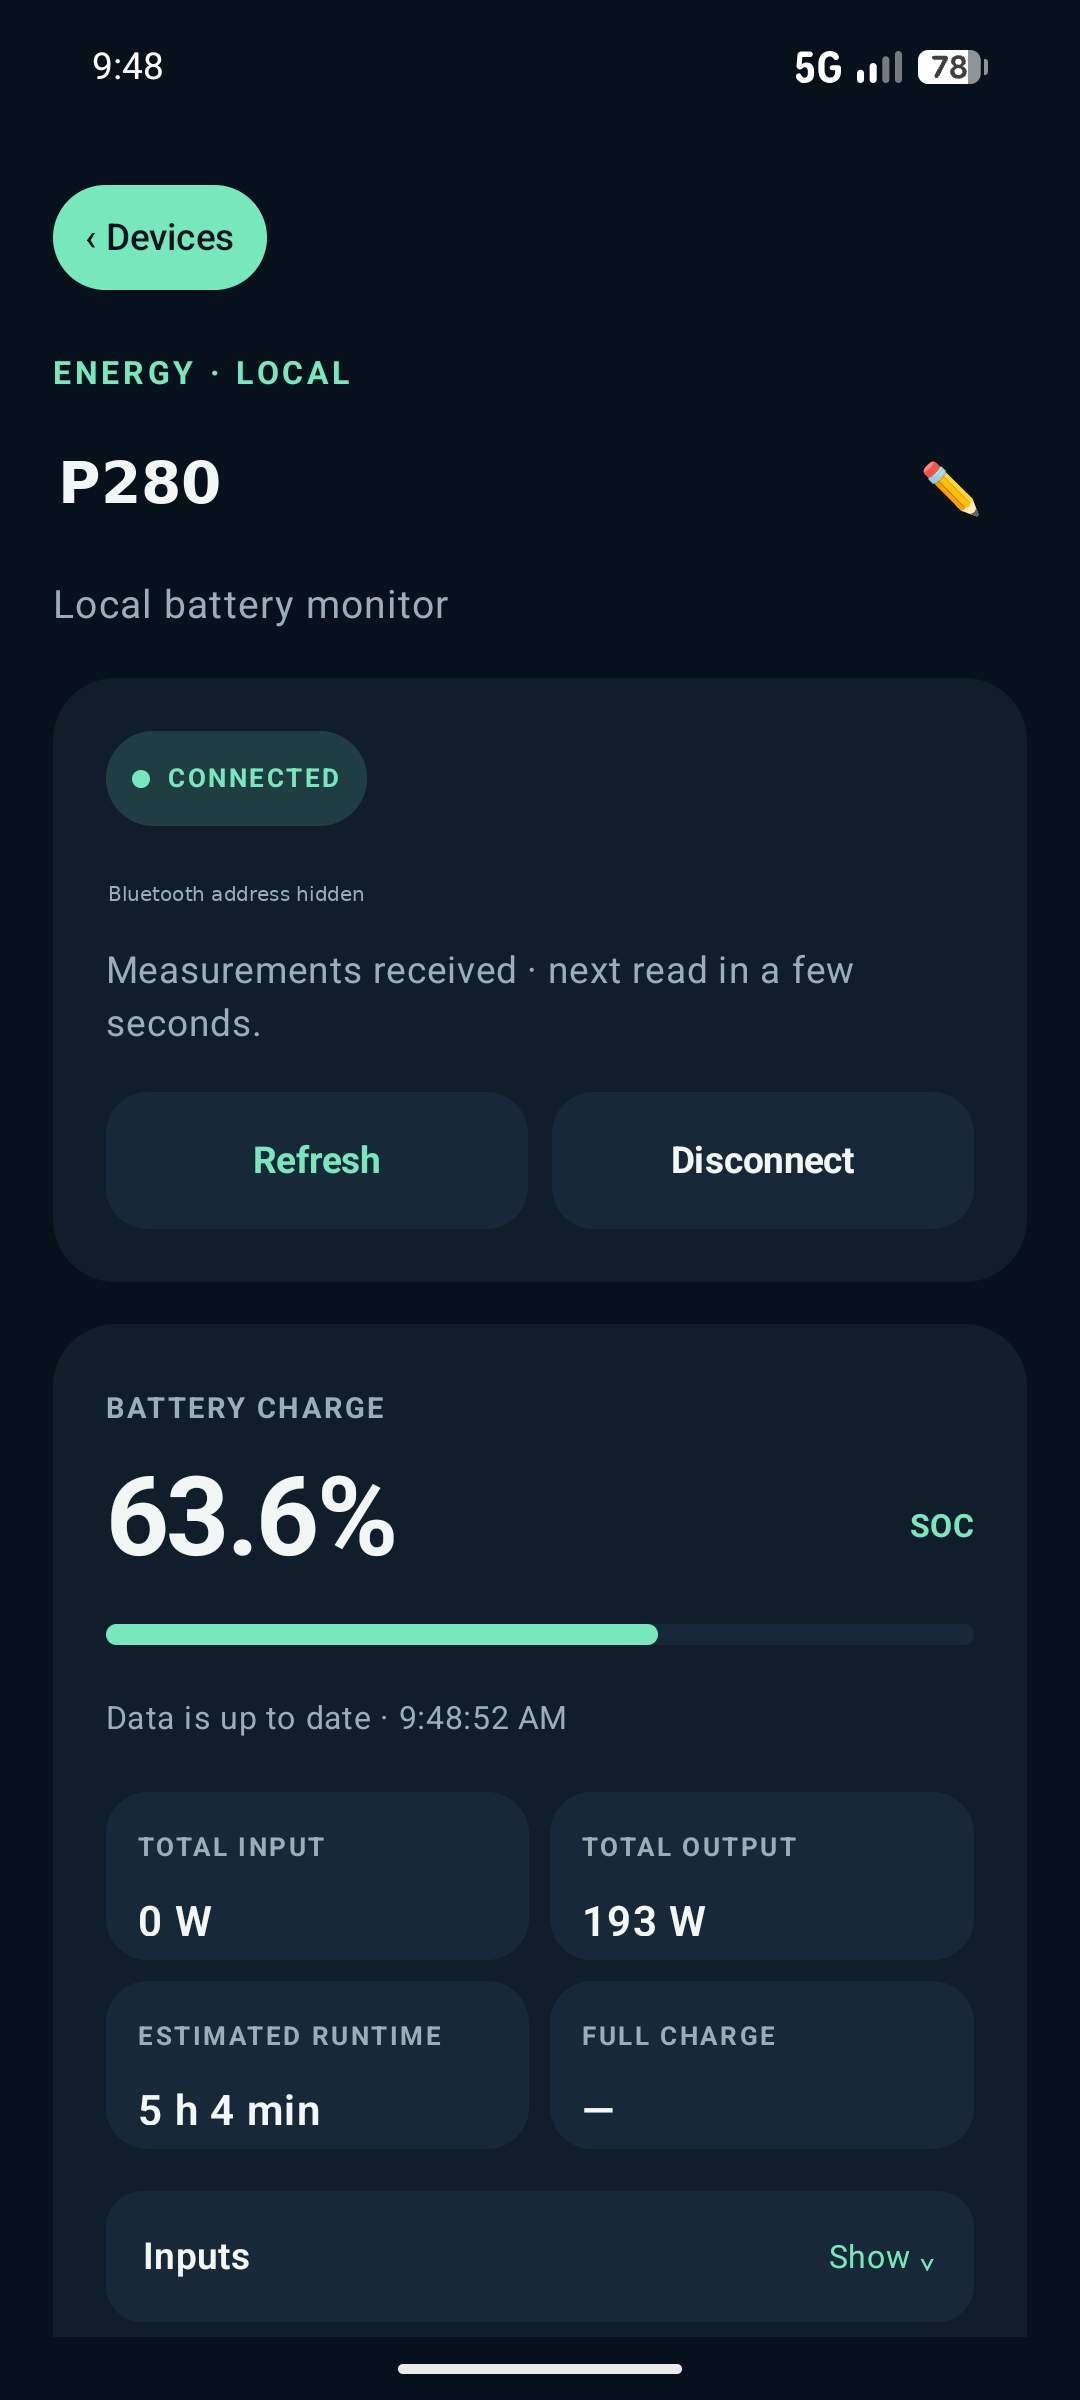 9:48
5G
78
‹ Devices
ENERGY · LOCAL
P280
Local battery monitor
CONNECTED
Bluetooth address hidden
Measurements received · next read in a few
seconds.
Refresh
Disconnect
BATTERY CHARGE
63.6%
SOC
Data is up to date · 9:48:52 AM
TOTAL INPUT
0 W
TOTAL OUTPUT
193 W
ESTIMATED RUNTIME
5 h 4 min
FULL CHARGE
—
Inputs
Show ˅